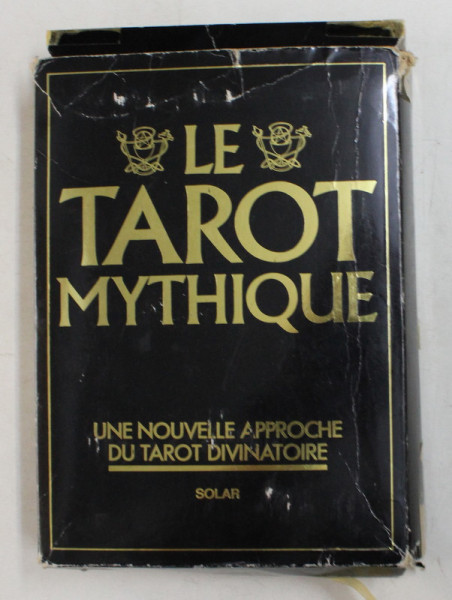 LE
TAROT
MYTHIQUE
UNE NOUVELLE APPROCHE
DU TAROT DIVINATOIRE
SOLAR